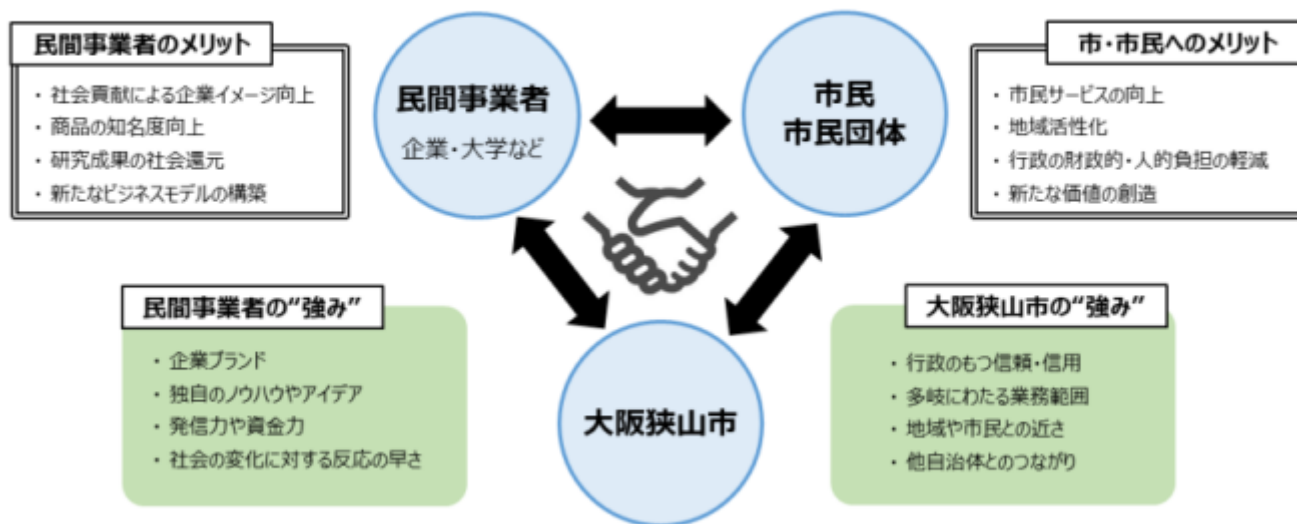 民間事業者のメリット
・ 社会貢献による企業イメージ向上
・ 商品の知名度向上
・ 研究成果の社会還元
・ 新たなビジネスモデルの構築
民間事業者
企業・大学など
市民
市民団体
市・市民へのメリット
・ 市民サービスの向上
・ 地域活性化
・ 行政の財政的・人的負担の軽減
・ 新たな価値の創造
民間事業者の“強み”
・ 企業ブランド
・ 独自のノウハウやアイデア
・ 発信力や資金力
・ 社会の変化に対する反応の早さ
大阪狭山市
大阪狭山市の“強み”
・ 行政のもつ信頼・信用
・ 多岐にわたる業務範囲
・ 地域や市民との近さ
・ 他自治体とのつながり